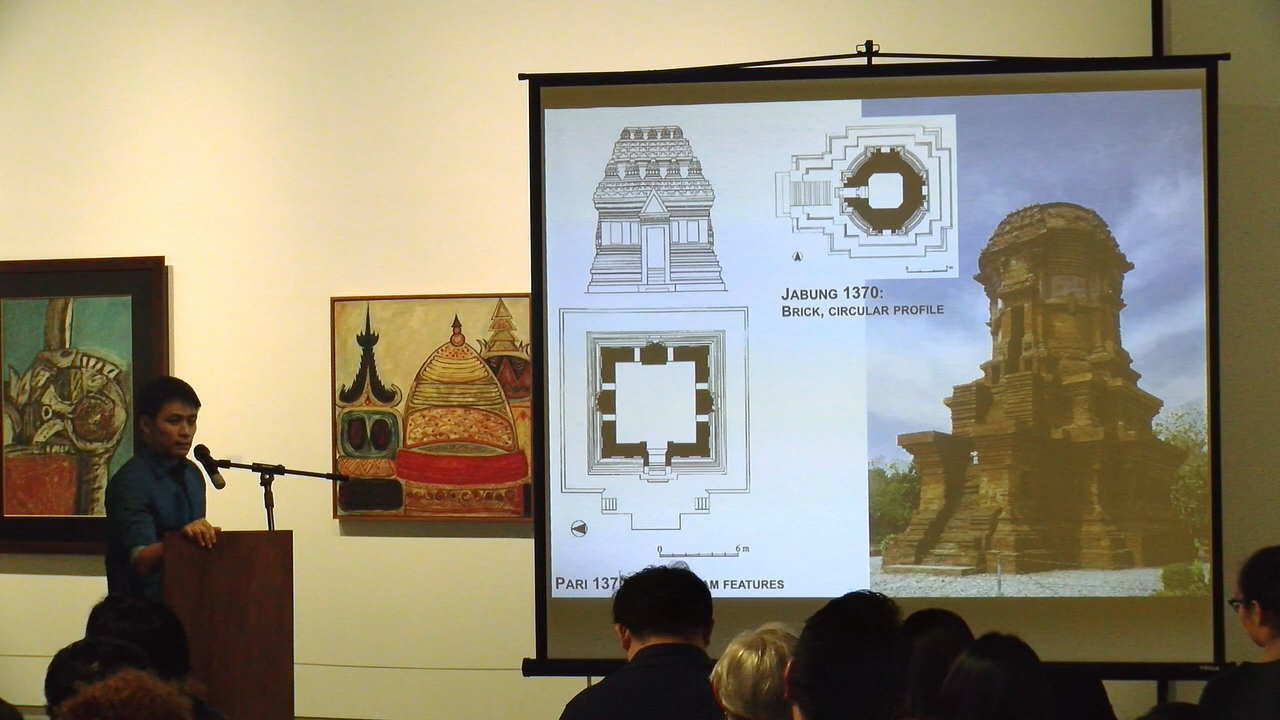 JABUNG 1370:
BRICK, CIRCULAR PROFILE
0 6 m
PARI 137 AM FEATURES